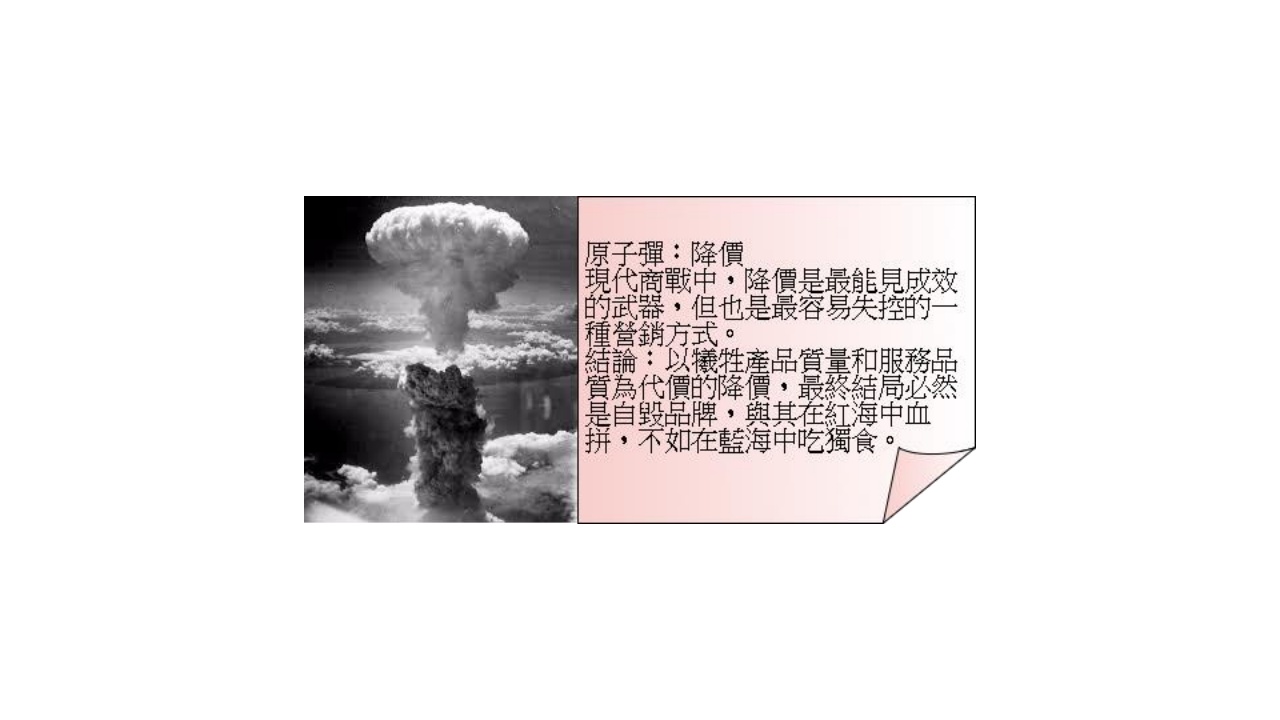 原子彈：降價
現代商戰中，降價是最能見成效
的武器，但也是最容易失控的一
種營銷方式。
結論：以犧牲產品質量和服務品
質為代價的降價，最終結局必然
是自毀品牌，與其在紅海中血
拼，不如在藍海中吃獨食。